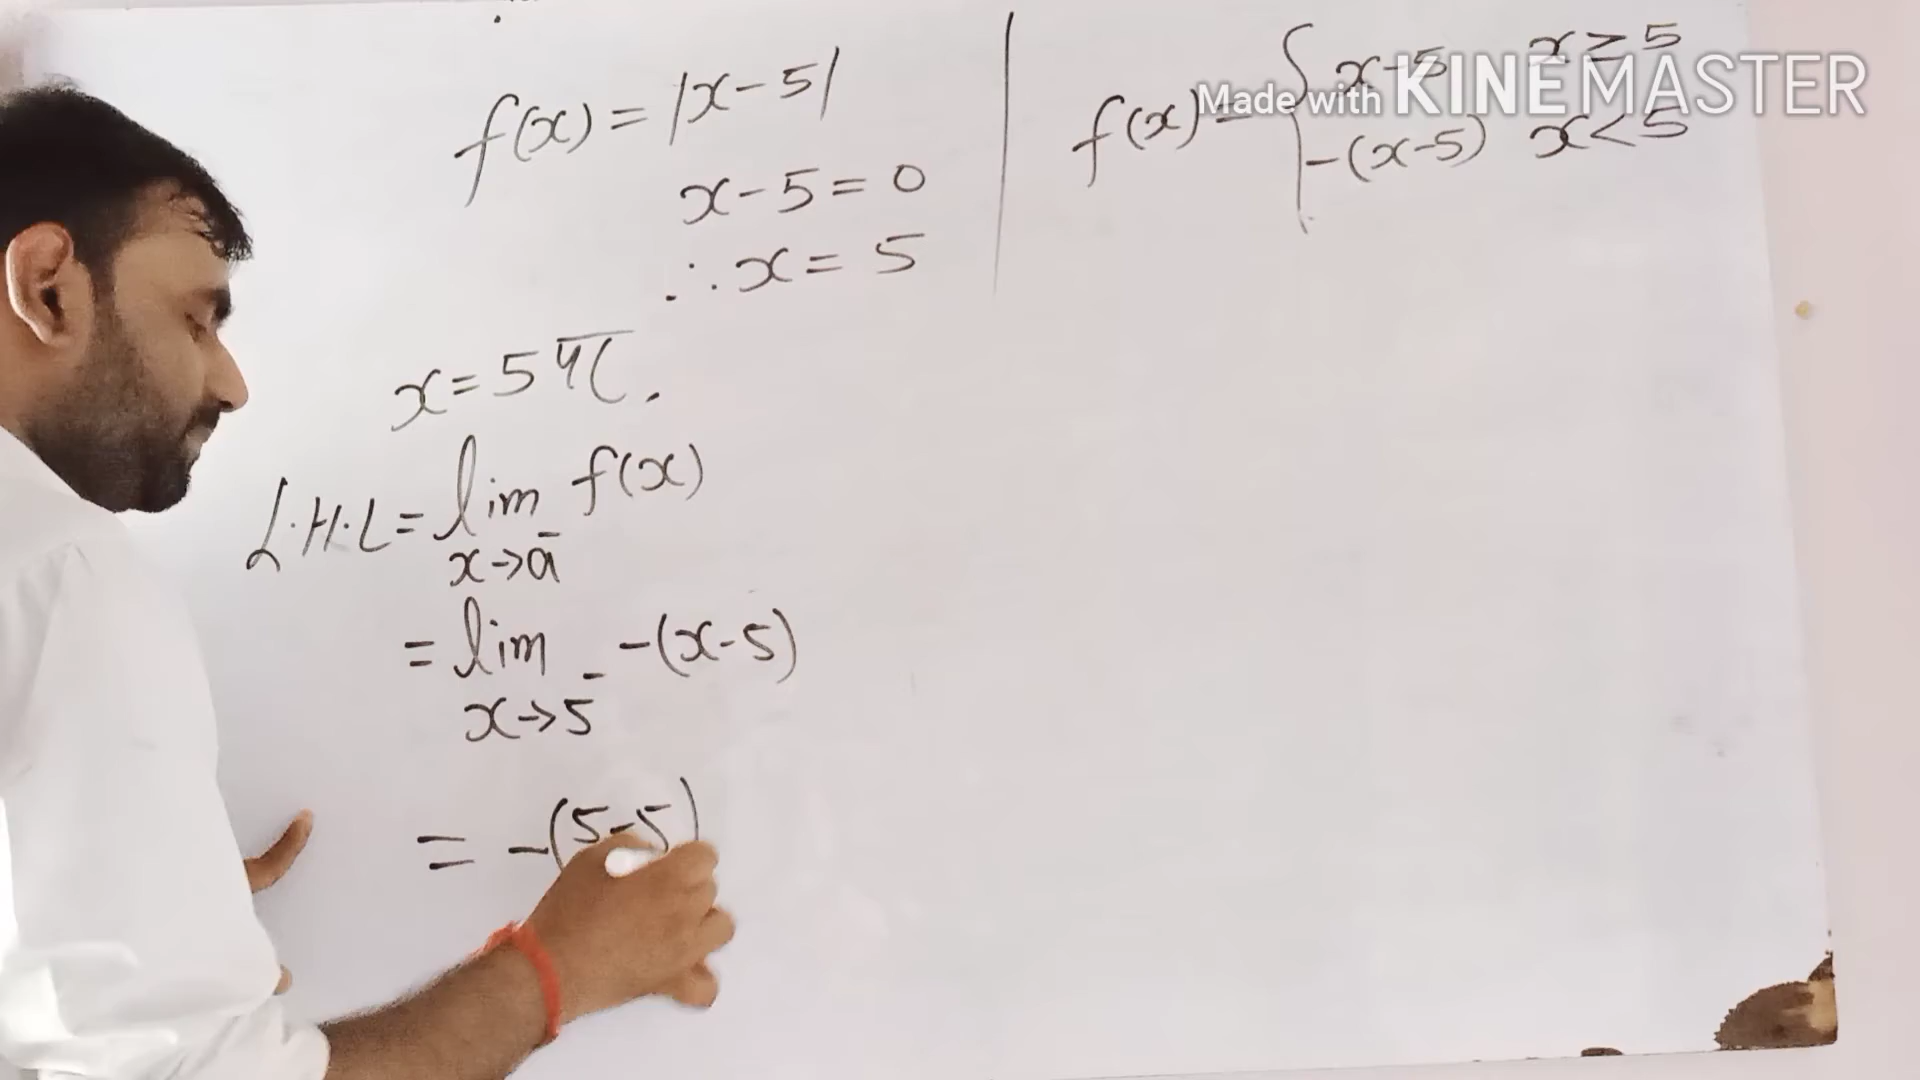 f(x) = |x-5|
x-5 = 0
∴ x = 5
f(x) = { x-5 x ≥ 5
-(x-5) x < 5
Made with KINEMASTER
x = 5 पर.
L.H.L = lim f(x)
x→a⁻
= lim -(x-5)
x→5⁻
= -(5-5)